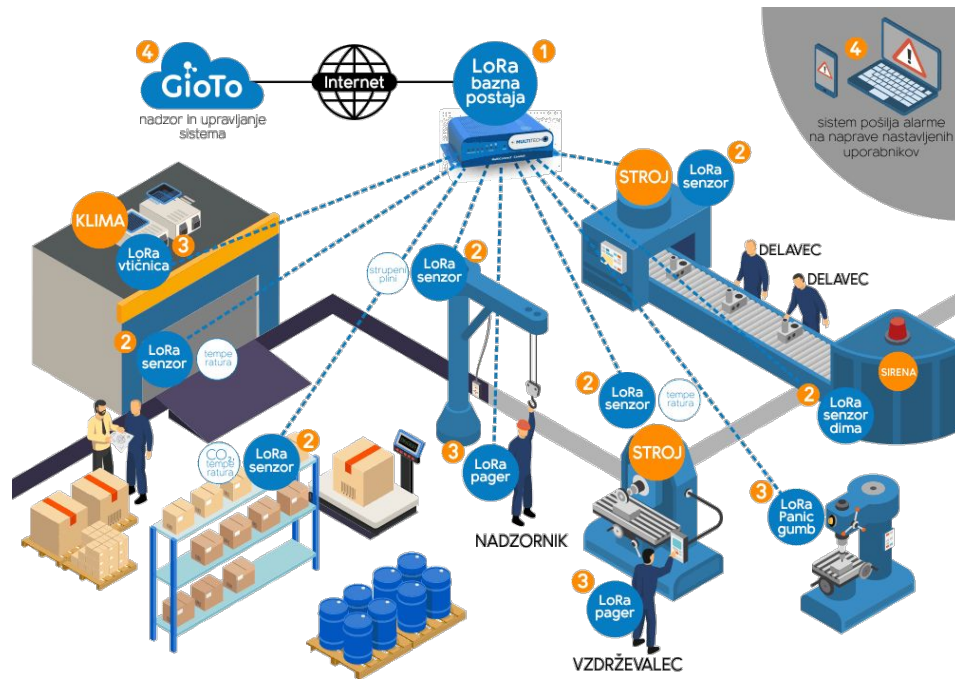 4
GioTo
nadzor in upravljanje
sistema
Internet
1
LoRa
bazna
postaja
MULTITECH
4
sistem pošilja alarme
na naprave nastavljenih
uporabnikov
KLIMA
LoRa
vtičnica
3
2
LoRa
senzor
tempe
ratura
strupeni
plini
LoRa
senzor
2
STROJ
LoRa
senzor
2
DELAVEC
DELAVEC
SIRENA
2
LoRa
senzor
dima
2
LoRa
senzor
tempe
ratura
STROJ
CO₂,
tempe
ratura
LoRa
senzor
2
3
LoRa
pager
NADZORNIK
3
LoRa
Panic
gumb
3
LoRa
pager
VZDRŽEVALEC